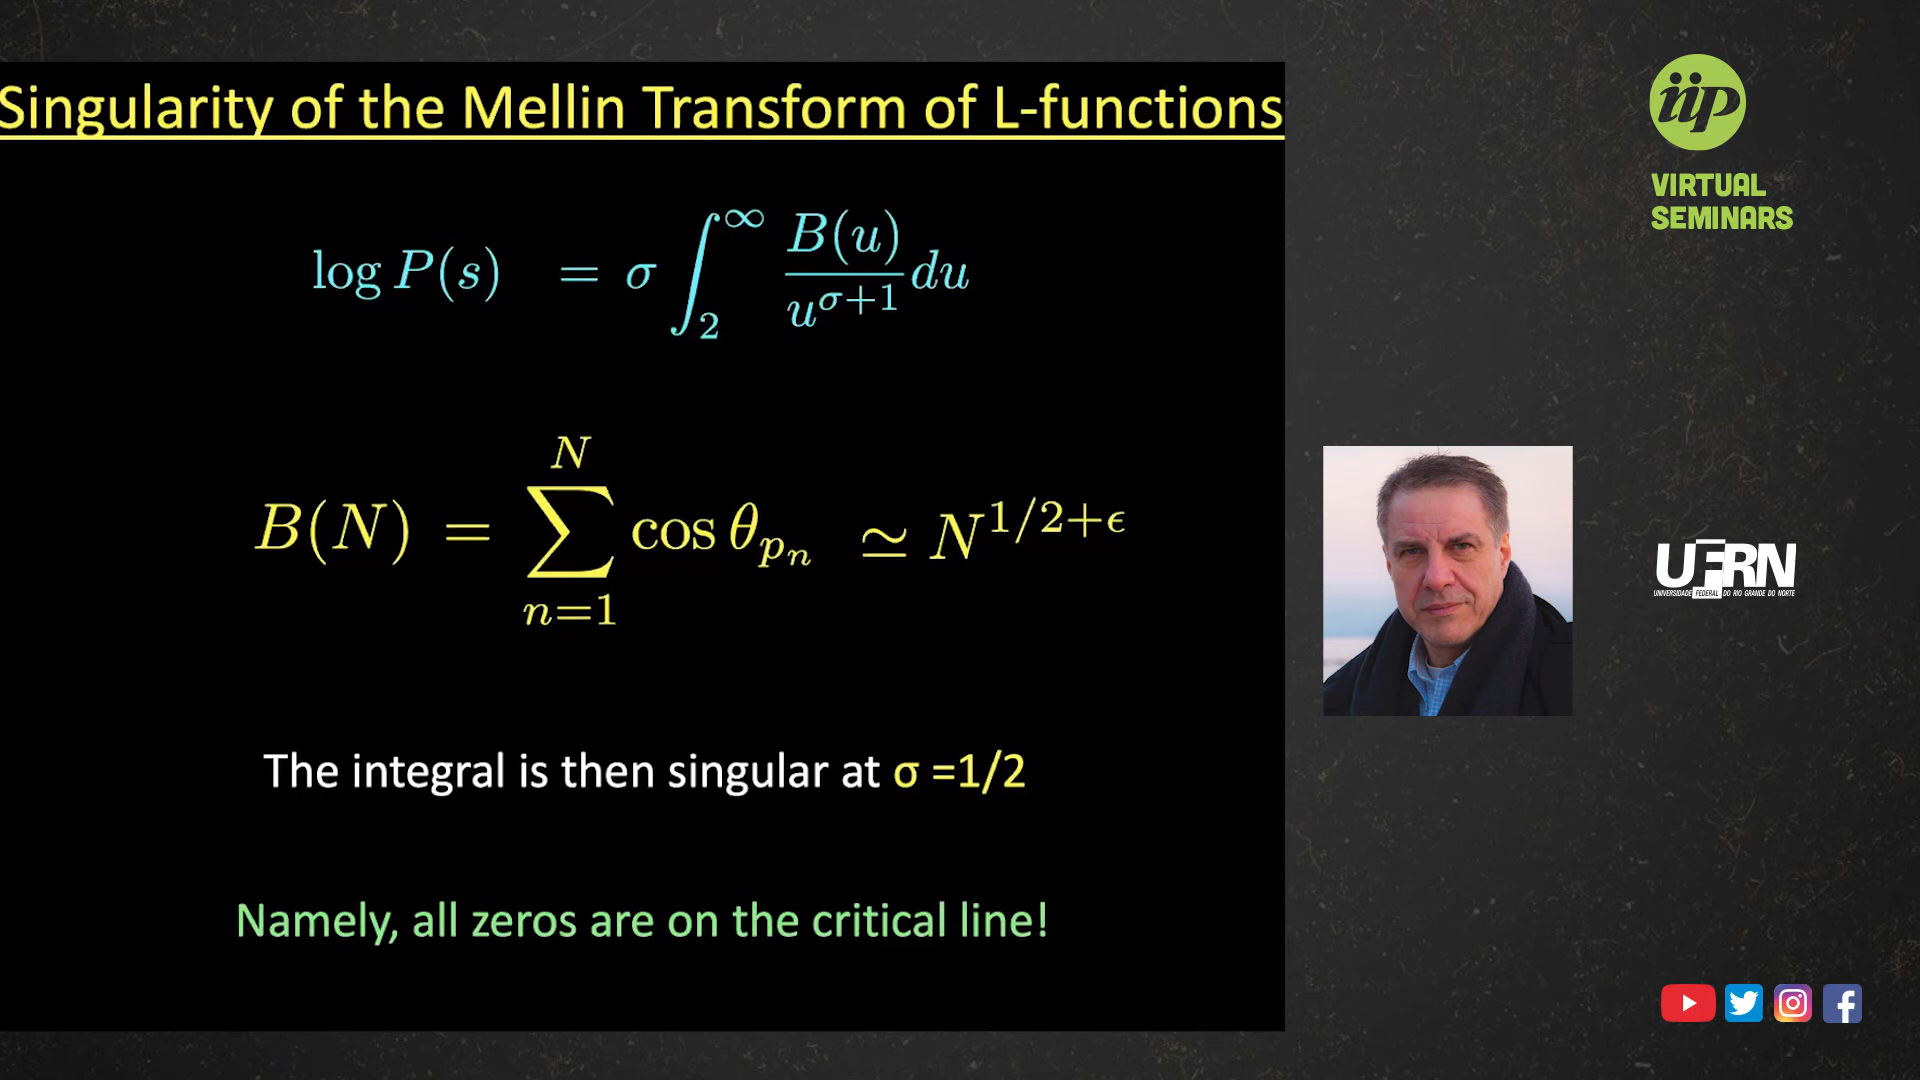 Singularity of the Mellin Transform of L-functions
log P(s) = σ ∫_2^∞ B(u)/u^{σ+1} du
B(N) = ∑_{n=1}^{N} cos θ_{p_n} ≃ N^{1/2+ϵ}
The integral is then singular at σ =1/2
Namely, all zeros are on the critical line!
iip
VIRTUAL
SEMINARS
UFRN
UNIVERSIDADE FEDERAL DO RIO GRANDE DO NORTE